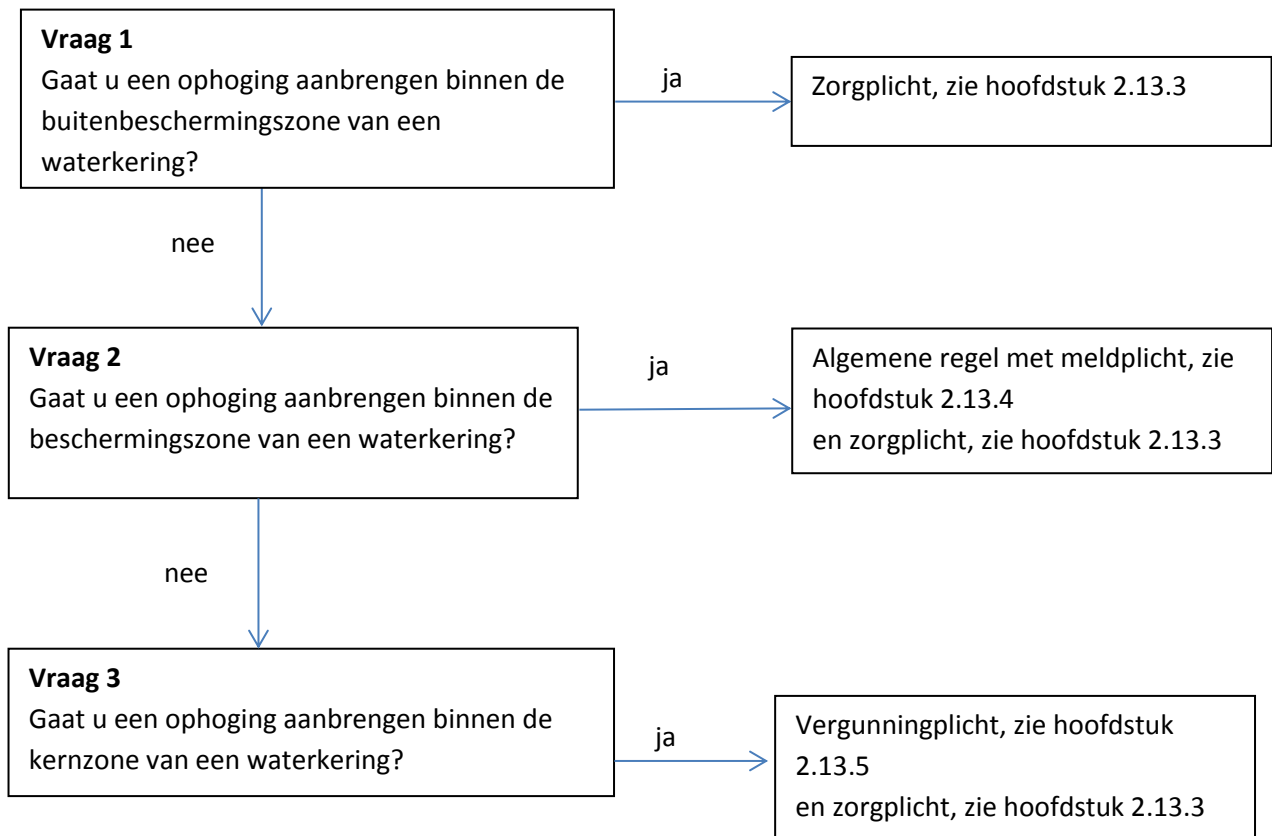 Vraag 1
Gaat u een ophoging aanbrengen binnen de
buitenbeschermingszone van een
waterkering?
ja
Zorgplicht, zie hoofdstuk 2.13.3
nee
Vraag 2
Gaat u een ophoging aanbrengen binnen de
beschermingszone van een waterkering?
ja
Algemene regel met meldplicht, zie
hoofdstuk 2.13.4
en zorgplicht, zie hoofdstuk 2.13.3
nee
Vraag 3
Gaat u een ophoging aanbrengen binnen de
kernzone van een waterkering?
ja
Vergunningplicht, zie hoofdstuk
2.13.5
en zorgplicht, zie hoofdstuk 2.13.3